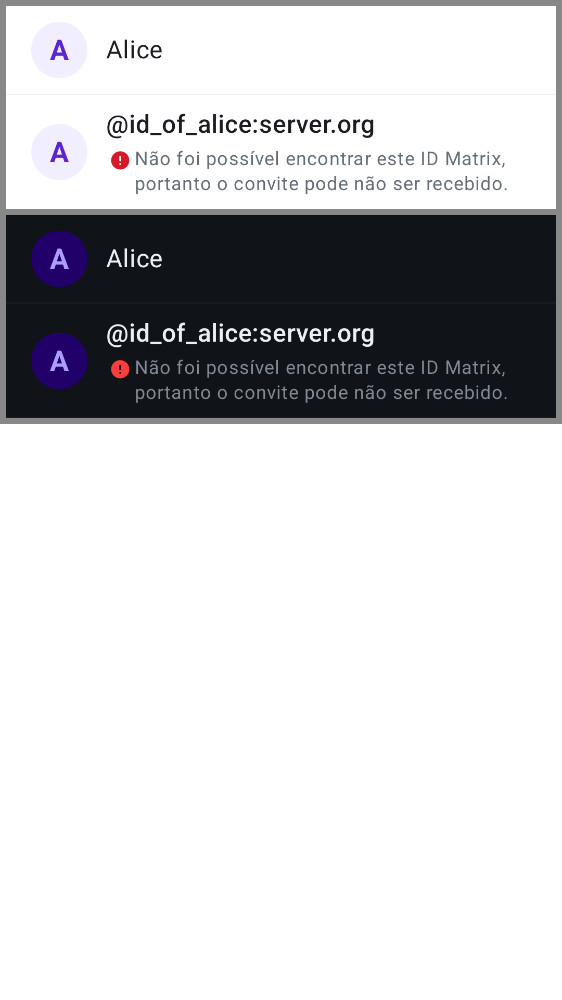 A Alice
A @id_of_alice:server.org
Não foi possível encontrar este ID Matrix,
portanto o convite pode não ser recebido.
A Alice
A @id_of_alice:server.org
Não foi possível encontrar este ID Matrix,
portanto o convite pode não ser recebido.